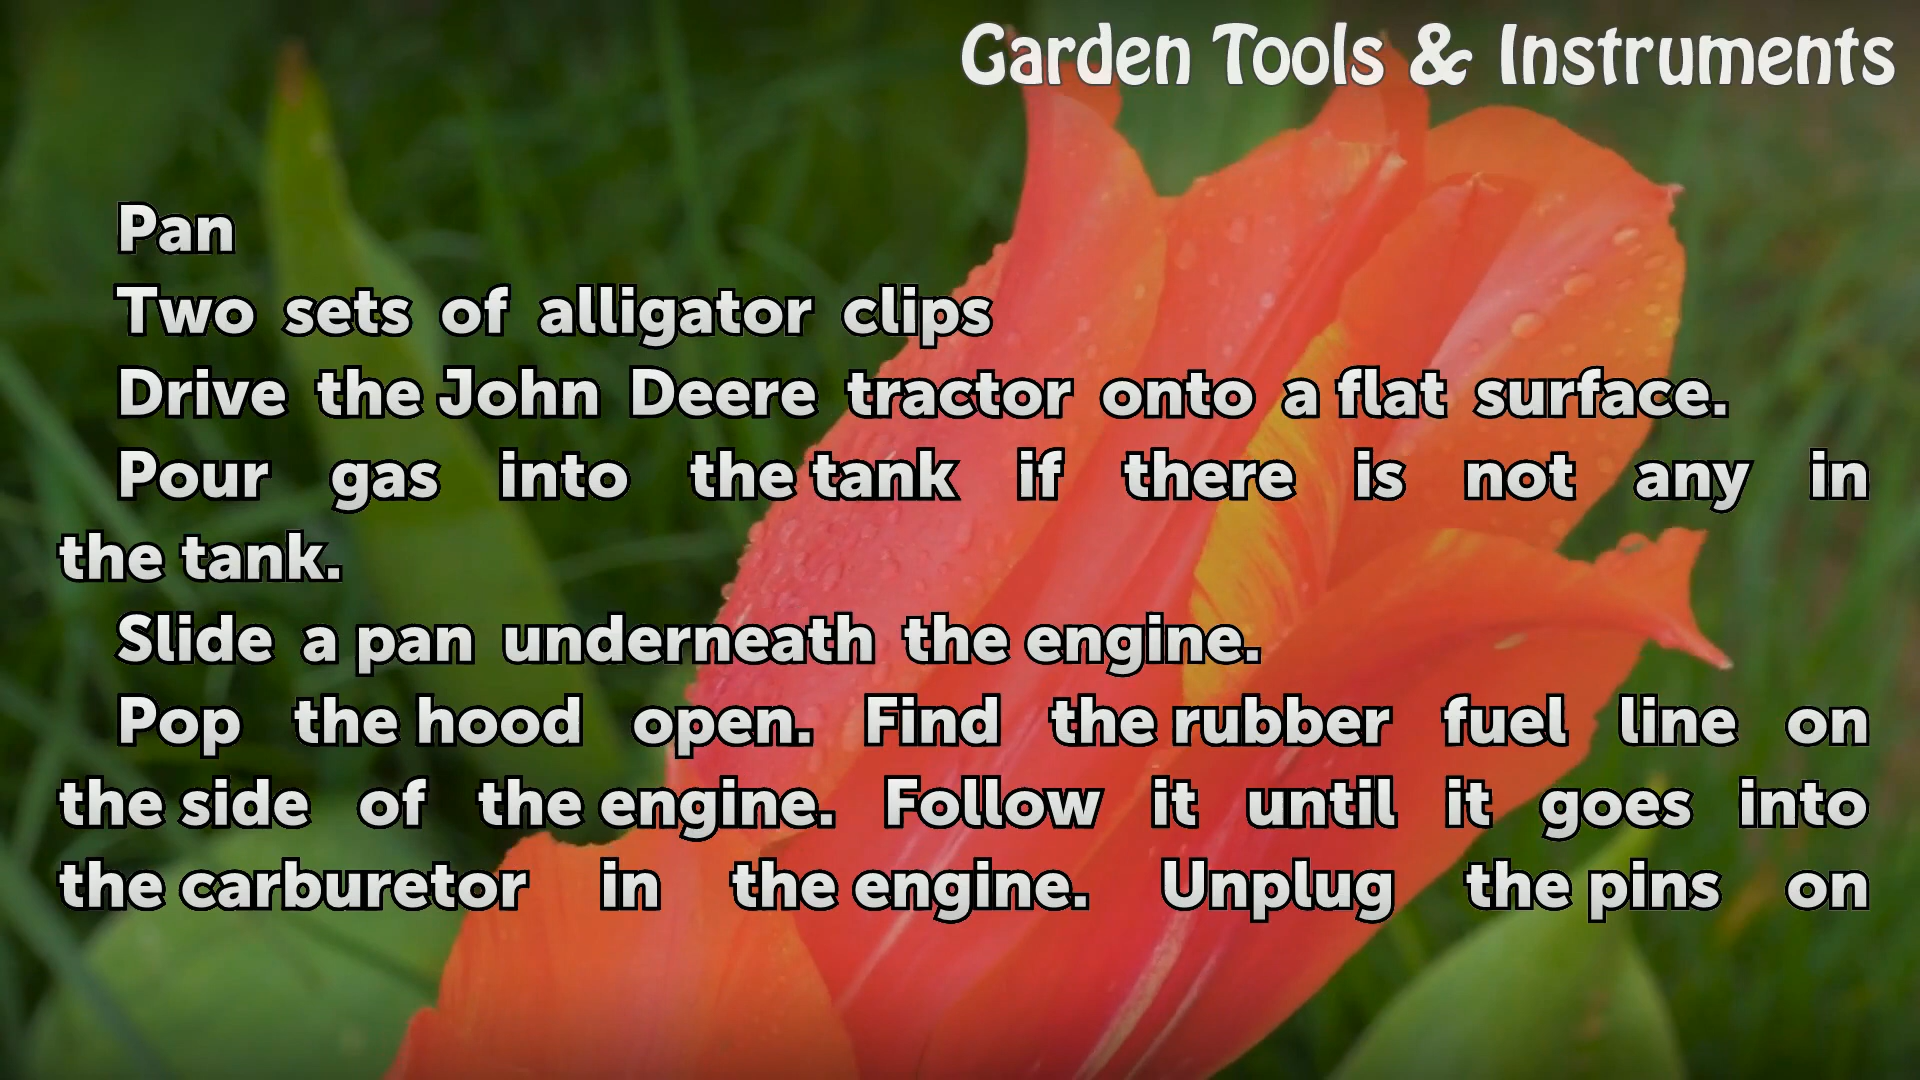 Garden Tools & Instruments
Pan
Two sets of alligator clips
Drive the John Deere tractor onto a flat surface.
Pour gas into the tank if there is not any in
the tank.
Slide a pan underneath the engine.
Pop the hood open. Find the rubber fuel line on
the side of the engine. Follow it until it goes into
the carburetor in the engine. Unplug the pins on